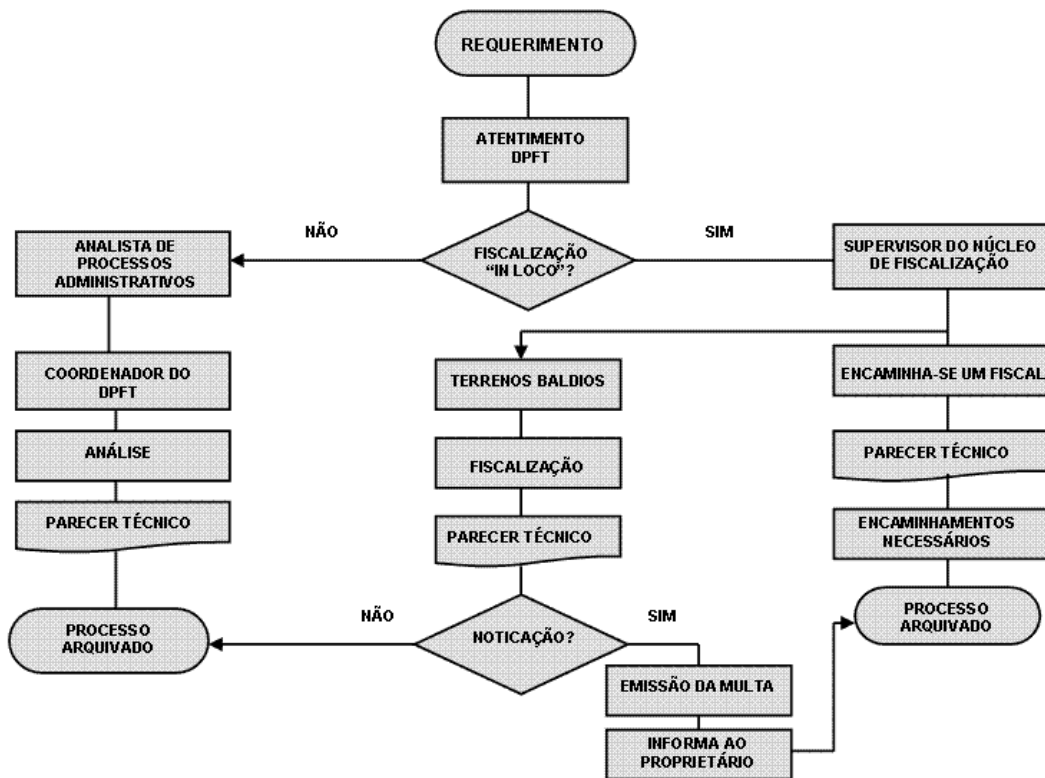 REQUERIMENTO
ATENTIMENTO
DPFT
NÃO
SIM
FISCALIZAÇÃO
“IN LOCO”?
ANALISTA DE
PROCESSOS
ADMINISTRATIVOS
SUPERVISOR DO NÚCLEO
DE FISCALIZAÇÃO
COORDENADOR DO
DPFT
TERRENOS BALDIOS
ENCAMINHA-SE UM FISCAL
ANÁLISE
FISCALIZAÇÃO
PARECER TÉCNICO
PARECER TÉCNICO
PARECER TÉCNICO
ENCAMINHAMENTOS
NECESSÁRIOS
NÃO
SIM
PROCESSO
ARQUIVADO
NOTICAÇÃO?
PROCESSO
ARQUIVADO
EMISSÃO DA MULTA
INFORMA AO
PROPRIETÁRIO